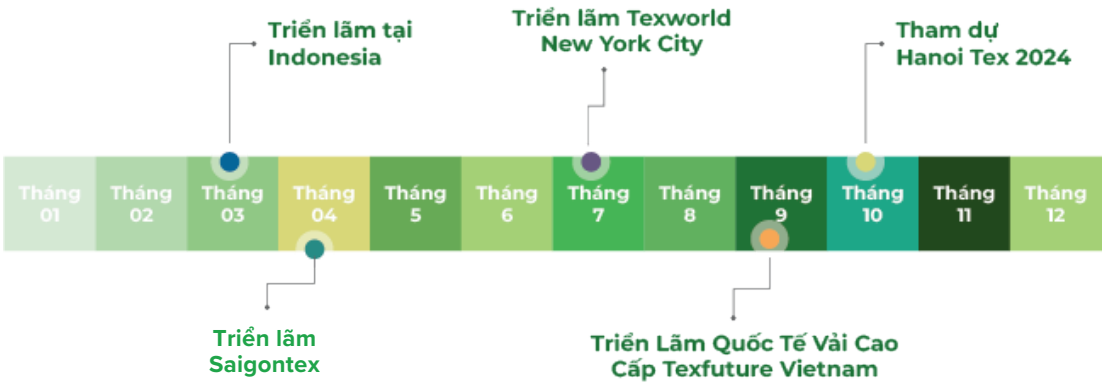 Triển lãm tại
Indonesia
Triển lãm Texworld
New York City
Tham dự
Hanoi Tex 2024
Tháng
01
Tháng
02
Tháng
03
Tháng
04
Tháng
5
Tháng
6
Tháng
7
Tháng
8
Tháng
9
Tháng
10
Tháng
11
Tháng
12
Triển lãm
Saigontex
Triển Lãm Quốc Tế Vải Cao
Cấp Texfuture Vietnam